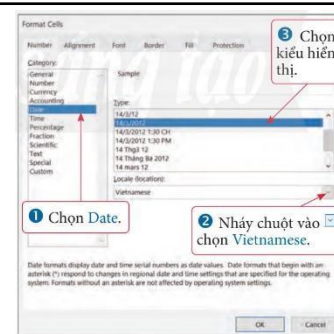 Format Cells
Number Alignment Font Border Fill Protection
Category:
General
Number
Currency
Accounting
Date
Time
Percentage
Fraction
Scientific
Text
Special
Custom
Sample
Type:
14/3/12
14/3/2012
14/3/2012 1:30 CH
14/3/2012 1:30 PM
14 Thg3 12
14 Tháng Ba 2012
14 mars 12
Locale (location):
Vietnamese
❸ Chọn
kiểu hiển
thị.
❶ Chọn Date.
❷ Nháy chuột vào
chọn Vietnamese.
Date formats display date and time serial numbers as date values. Date formats that begin with an
asterisk (*) respond to changes in regional date and time settings that are specified for the operating
system. Formats without an asterisk are not affected by operating system settings.
OK Cancel